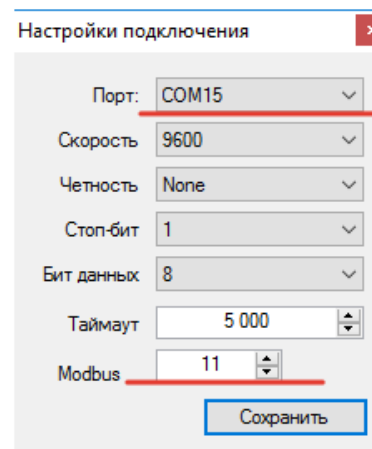 Настройки подключения
Порт: COM15
Скорость 9600
Четность None
Стоп-бит 1
Бит данных 8
Таймаут 5 000
Modbus 11
Сохранить